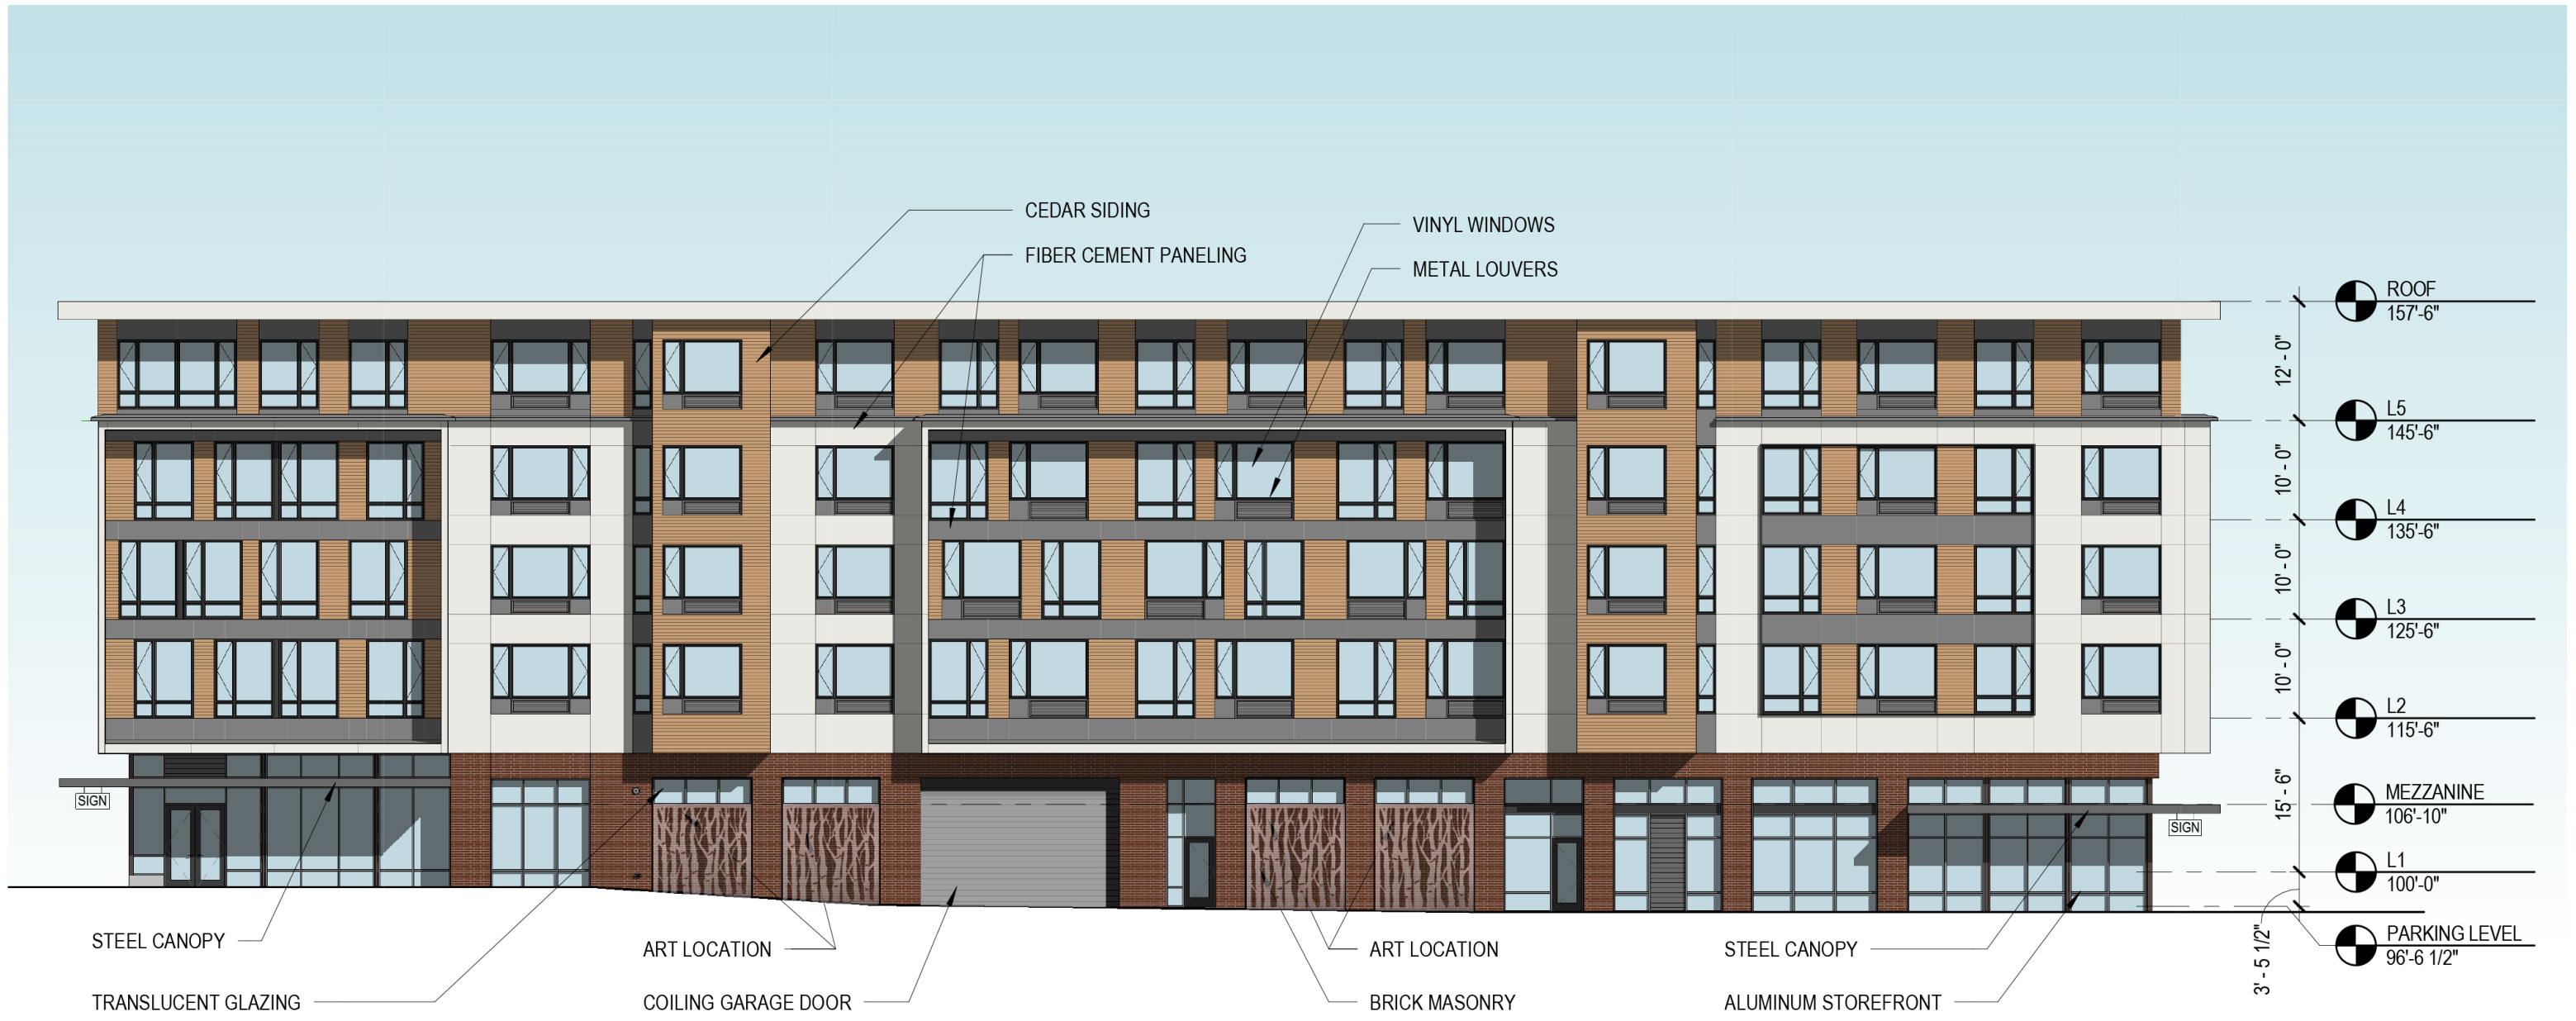 CEDAR SIDING
FIBER CEMENT PANELING
VINYL WINDOWS
METAL LOUVERS
ROOF
157'-6"
12' - 0"
L5
145'-6"
10' - 0"
L4
135'-6"
10' - 0"
L3
125'-6"
10' - 0"
L2
115'-6"
15' - 6"
MEZZANINE
106'-10"
L1
100'-0"
3' - 5 1/2"
PARKING LEVEL
96'-6 1/2"
SIGN
SIGN
STEEL CANOPY
TRANSLUCENT GLAZING
ART LOCATION
COILING GARAGE DOOR
ART LOCATION
BRICK MASONRY
STEEL CANOPY
ALUMINUM STOREFRONT